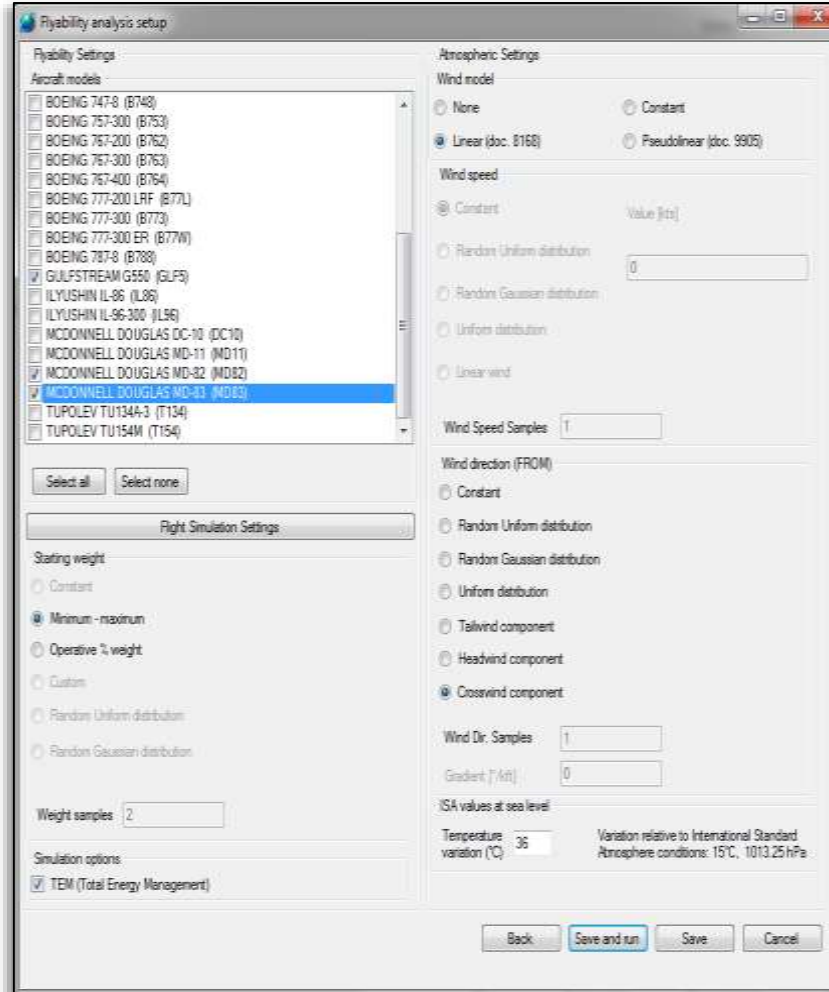 Flyability analysis setup
Flyability Settings
Aircraft models
BOEING 747-8 (B748)
BOEING 757-300 (B753)
BOEING 767-200 (B762)
BOEING 767-300 (B763)
BOEING 767-400 (B764)
BOEING 777-200 LRF (B77L)
BOEING 777-300 (B773)
BOEING 777-300 ER (B77W)
BOEING 787-8 (B788)
GULFSTREAM G550 (GLF5)
ILYUSHIN IL-86 (IL86)
ILYUSHIN IL-96-300 (IL96)
MCDONNELL DOUGLAS DC-10 (DC10)
MCDONNELL DOUGLAS MD-11 (MD11)
MCDONNELL DOUGLAS MD-82 (MD82)
MCDONNELL DOUGLAS MD-83 (MD83)
TUPOLEV TU134A-3 (T134)
TUPOLEV TU154M (T154)
Select all Select none
Flight Simulation Settings
Starting weight
Constant
Minimum - maximum
Operative % weight
Custom
Random Uniform distribution
Random Gaussian distribution
Weight samples 2
Simulation options
TEM (Total Energy Management)
Atmospheric Settings
Wind model
None Constant
Linear (doc. 8168) Pseudolinear (doc. 9905)
Wind speed
Constant Value [kts]
Random Uniform distribution
0
Random Gaussian distribution
Uniform distribution
Linear wind
Wind Speed Samples 1
Wind direction (FROM)
Constant
Random Uniform distribution
Random Gaussian distribution
Uniform distribution
Tailwind component
Headwind component
Crosswind component
Wind Dir. Samples 1
Gradient [°/kft] 0
ISA values at sea level
Temperature variation (°C) 36
Variation relative to International Standard
Atmosphere conditions: 15°C, 1013.25 hPa
Back Save and run Save Cancel